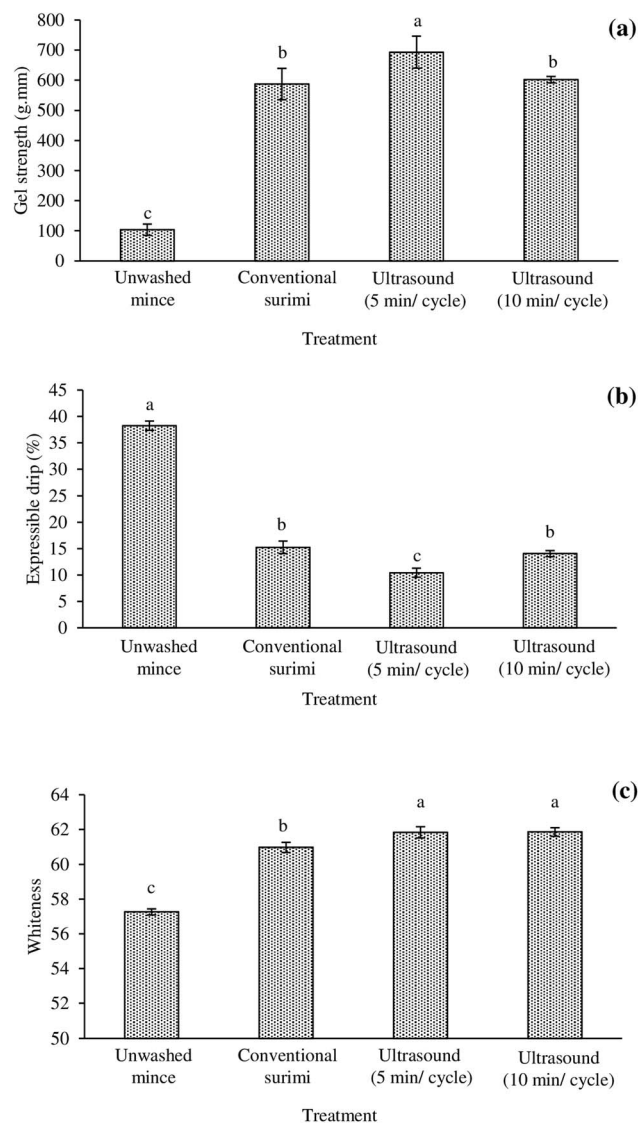 (a)
Gel strength (g.mm)
800
700
600
500
400
300
200
100
0
c
b
a
b
Unwashed mince
Conventional surimi
Ultrasound (5 min/ cycle)
Ultrasound (10 min/ cycle)
Treatment
(b)
Expressible drip (%)
45
40
35
30
25
20
15
10
5
0
a
b
c
b
Unwashed mince
Conventional surimi
Ultrasound (5 min/ cycle)
Ultrasound (10 min/ cycle)
Treatment
(c)
Whiteness
64
62
60
58
56
54
52
50
c
b
a
a
Unwashed mince
Conventional surimi
Ultrasound (5 min/ cycle)
Ultrasound (10 min/ cycle)
Treatment